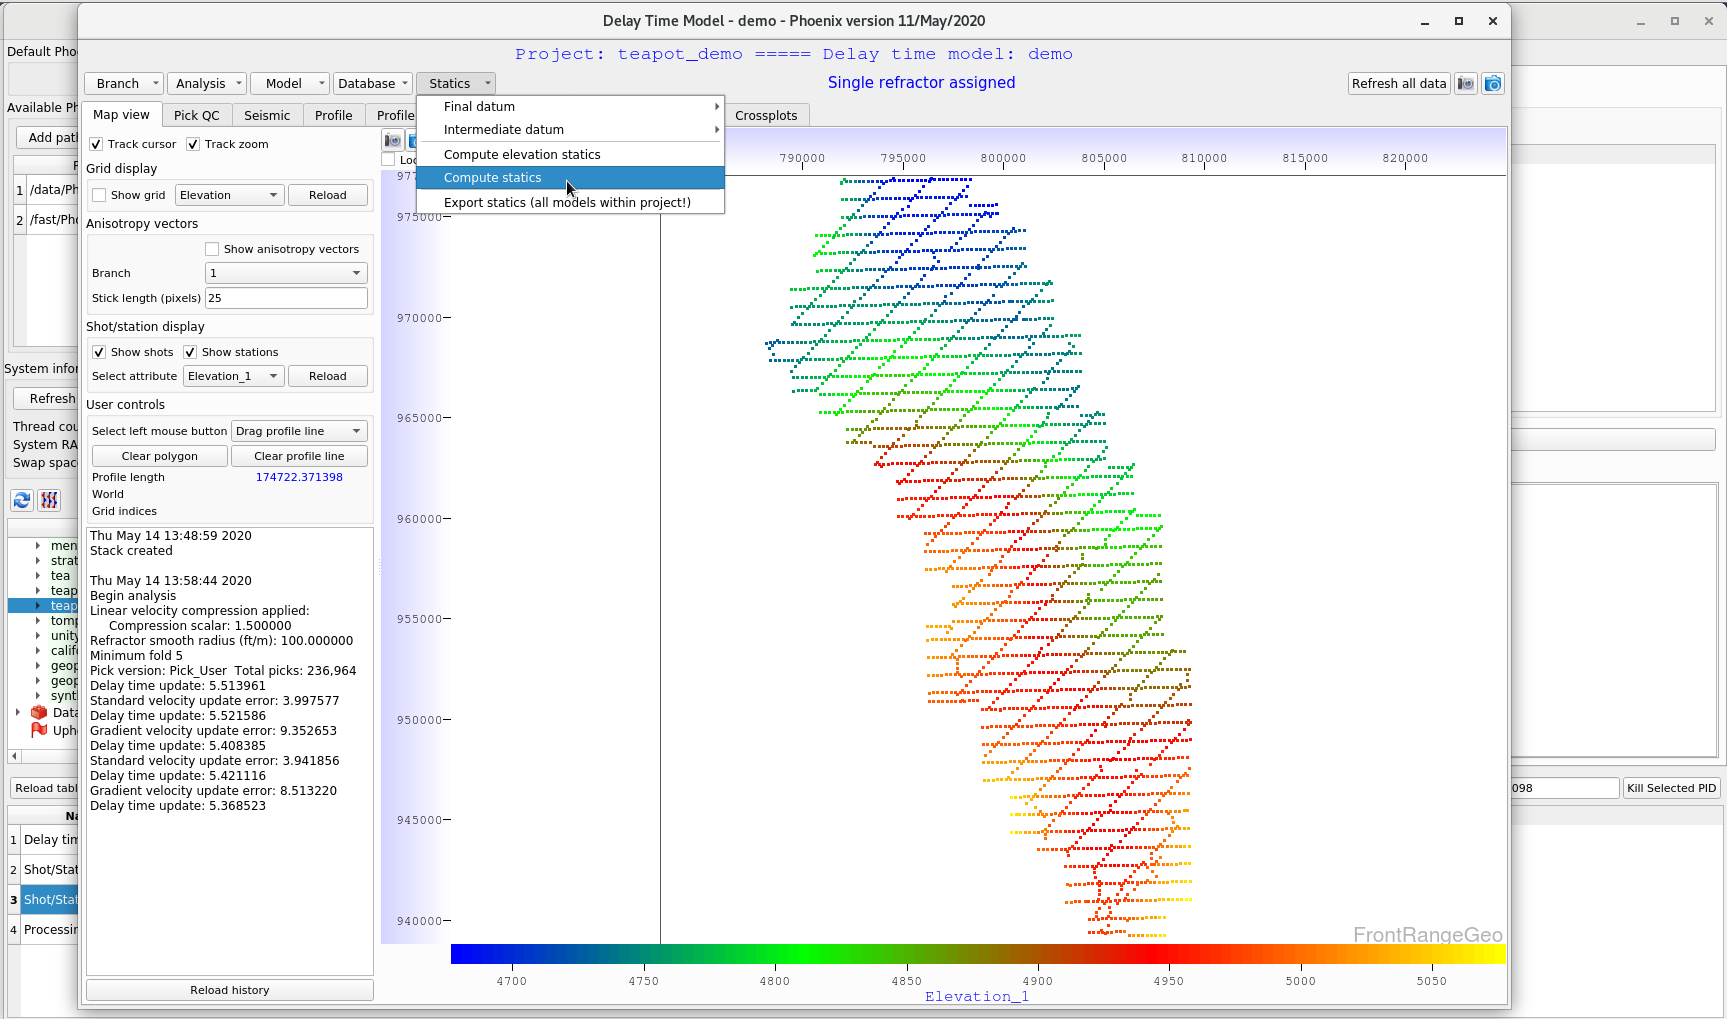 Delay Time Model - demo - Phoenix version 11/May/2020
Project: teapot_demo ===== Delay time model: demo
Branch Analysis Model Database Statics
Single refractor assigned
Refresh all data
Map view Pick QC Seismic Profile Profile Crossplots
Final datum
Intermediate datum
Compute elevation statics
Compute statics
Export statics (all models within project!)
Track cursor Track zoom
Grid display
Show grid Elevation Reload
Anisotropy vectors
Show anisotropy vectors
Branch 1
Stick length (pixels) 25
Shot/station display
Show shots Show stations
Select attribute Elevation_1 Reload
User controls
Select left mouse button Drag profile line
Clear polygon Clear profile line
Profile length 174722.371398
World
Grid indices
Thu May 14 13:48:59 2020
Stack created
Thu May 14 13:58:44 2020
Begin analysis
Linear velocity compression applied:
Compression scalar: 1.500000
Refractor smooth radius (ft/m): 100.000000
Minimum fold 5
Pick version: Pick_User Total picks: 236,964
Delay time update: 5.513961
Standard velocity update error: 3.997577
Delay time update: 5.521586
Gradient velocity update error: 9.352653
Delay time update: 5.408385
Standard velocity update error: 3.941856
Delay time update: 5.421116
Gradient velocity update error: 8.513220
Delay time update: 5.368523
Reload history
Loc
790000 795000 800000 805000 810000 815000 820000
977
975000
970000
965000
960000
955000
950000
945000
940000
FrontRangeGeo
4700 4750 4800 4850 4900 4950 5000 5050
Elevation_1
Default Pho
Available Ph
Add path
1 /data/Ph
2 /fast/Pho
System infor
Refresh
Thread cou
System RA
Swap spac
men
strat
tea
teap
teap
tomp
unity
califo
geop
geop
synt
Data
Upho
Reload tabl
Na
1 Delay tim
2 Shot/Stat
3 Shot/Stat
4 Processin
098
Kill Selected PID